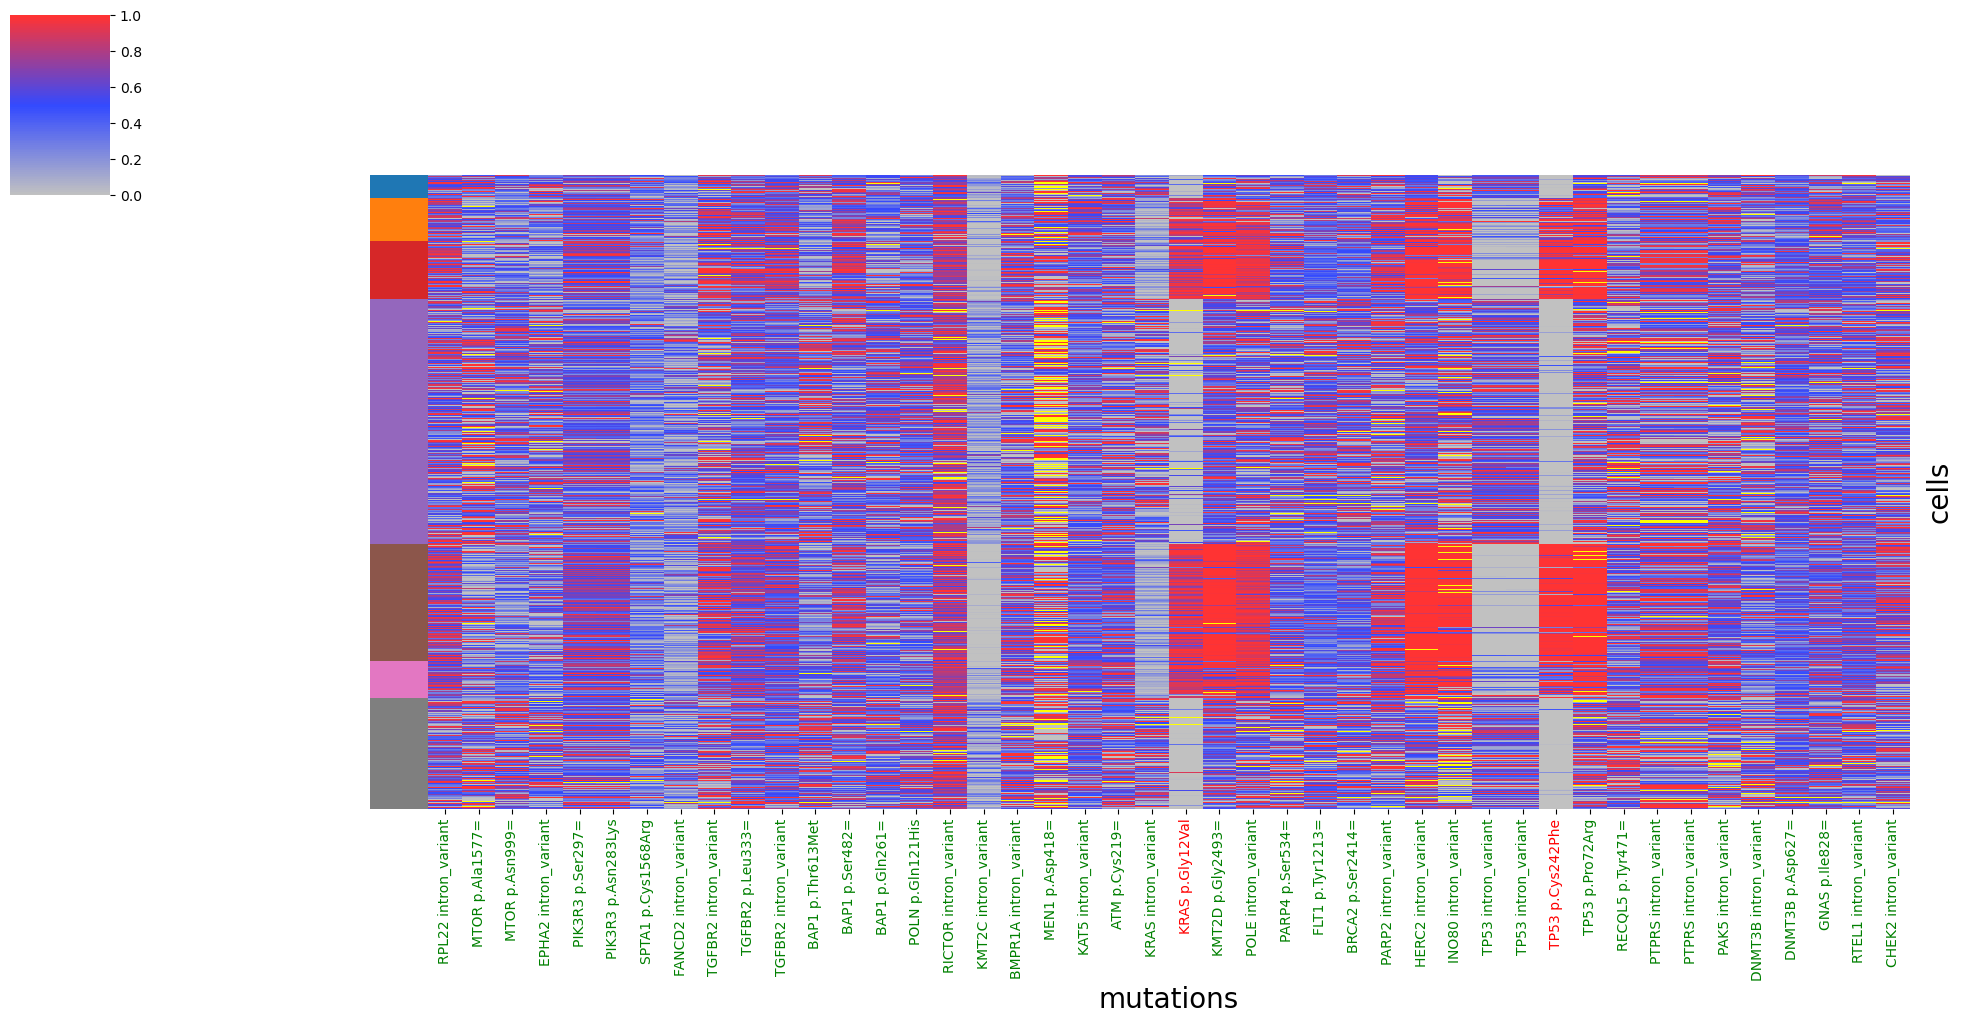 1.0
0.8
0.6
0.4
0.2
0.0
cells
RPL22 intron_variant
MTOR p.Ala1577=
MTOR p.Asn999=
EPHA2 intron_variant
PIK3R3 p.Ser297=
PIK3R3 p.Asn283Lys
SPTA1 p.Cys1568Arg
FANCD2 intron_variant
TGFBR2 intron_variant
TGFBR2 p.Leu333=
TGFBR2 intron_variant
BAP1 p.Thr613Met
BAP1 p.Ser482=
BAP1 p.Gln261=
POLN p.Gln121His
RICTOR intron_variant
KMT2C intron_variant
BMPR1A intron_variant
MEN1 p.Asp418=
KAT5 intron_variant
ATM p.Cys219=
KRAS intron_variant
KRAS p.Gly12Val
KMT2D p.Gly2493=
POLE intron_variant
PARP4 p.Ser534=
FLT1 p.Tyr1213=
BRCA2 p.Ser2414=
PARP2 intron_variant
HERC2 intron_variant
INO80 intron_variant
TP53 intron_variant
TP53 intron_variant
TP53 p.Cys242Phe
TP53 p.Pro72Arg
RECQL5 p.Tyr471=
PTPRS intron_variant
PTPRS intron_variant
PAK5 intron_variant
DNMT3B intron_variant
DNMT3B p.Asp627=
GNAS p.Ile828=
RTEL1 intron_variant
CHEK2 intron_variant
mutations